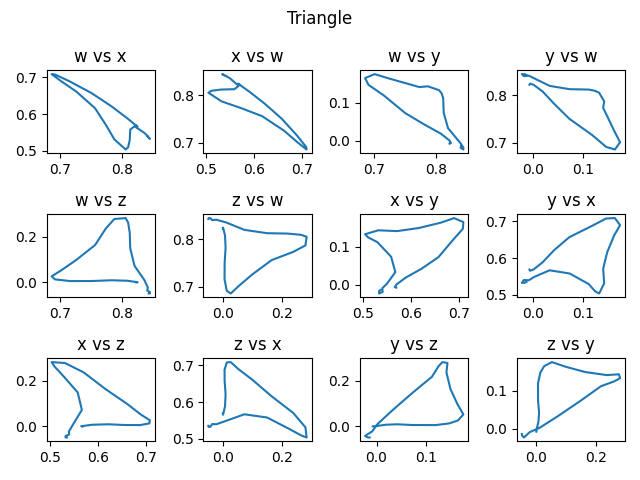 Triangle
w vs x
x vs w
w vs y
y vs w
0.7
0.6
0.5
0.7 0.8
0.8
0.7
0.5 0.6 0.7
0.1
0.0
0.7 0.8
0.8
0.7
0.0 0.1
w vs z
z vs w
x vs y
y vs x
0.2
0.0
0.7 0.8
0.8
0.7
0.0 0.2
0.1
0.0
0.5 0.6 0.7
0.7
0.6
0.5
0.0 0.1
x vs z
z vs x
y vs z
z vs y
0.2
0.0
0.5 0.6 0.7
0.7
0.6
0.5
0.0 0.2
0.2
0.0
0.0 0.1
0.1
0.0
0.0 0.2